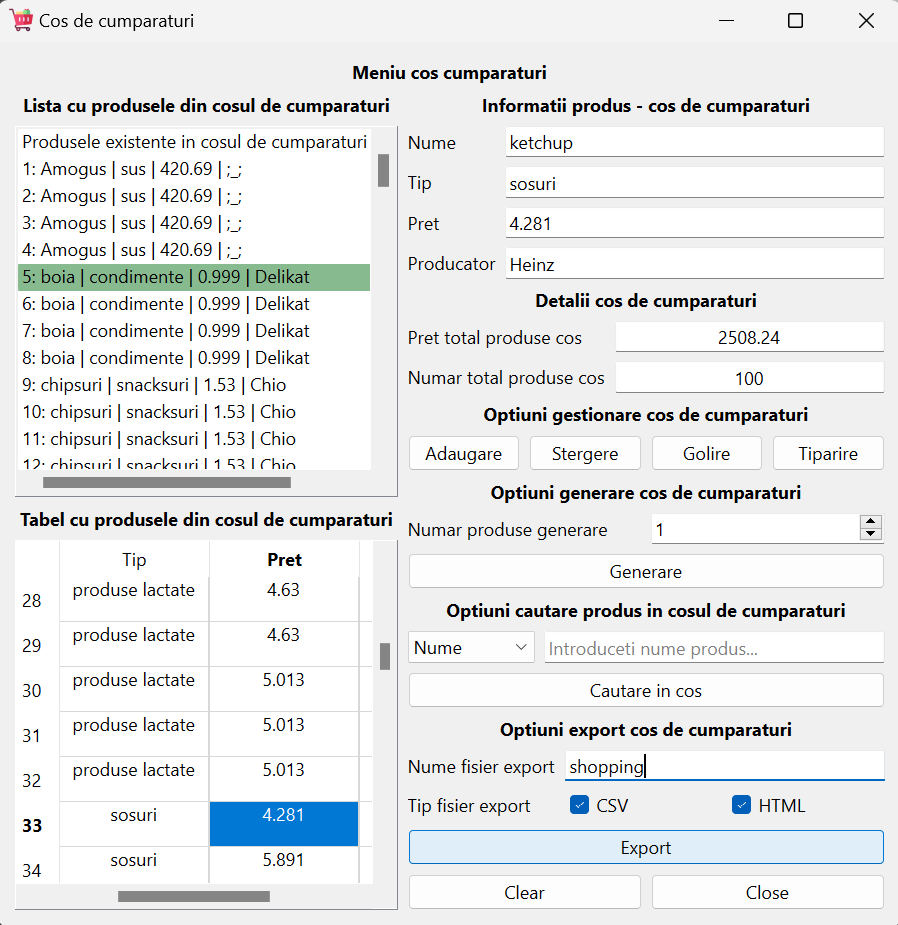 Cos de cumparaturi
Meniu cos cumparaturi
Lista cu produsele din cosul de cumparaturi
Produsele existente in cosul de cumparaturi
1: Amogus | sus | 420.69 | ;_;
2: Amogus | sus | 420.69 | ;_;
3: Amogus | sus | 420.69 | ;_;
4: Amogus | sus | 420.69 | ;_;
5: boia | condimente | 0.999 | Delikat
6: boia | condimente | 0.999 | Delikat
7: boia | condimente | 0.999 | Delikat
8: boia | condimente | 0.999 | Delikat
9: chipsuri | snacksuri | 1.53 | Chio
10: chipsuri | snacksuri | 1.53 | Chio
11: chipsuri | snacksuri | 1.53 | Chio
12: chipsuri | snacksuri | 1.53 | Chio
Tabel cu produsele din cosul de cumparaturi
Tip Pret
28 produse lactate 4.63
29 produse lactate 4.63
30 produse lactate 5.013
31 produse lactate 5.013
32 produse lactate 5.013
33 sosuri 4.281
34 sosuri 5.891
Informatii produs - cos de cumparaturi
Nume ketchup
Tip sosuri
Pret 4.281
Producator Heinz
Detalii cos de cumparaturi
Pret total produse cos 2508.24
Numar total produse cos 100
Optiuni gestionare cos de cumparaturi
Adaugare Stergere Golire Tiparire
Optiuni generare cos de cumparaturi
Numar produse generare 1
Generare
Optiuni cautare produs in cosul de cumparaturi
Nume Introduceti nume produs...
Cautare in cos
Optiuni export cos de cumparaturi
Nume fisier export shopping
Tip fisier export CSV HTML
Export
Clear Close